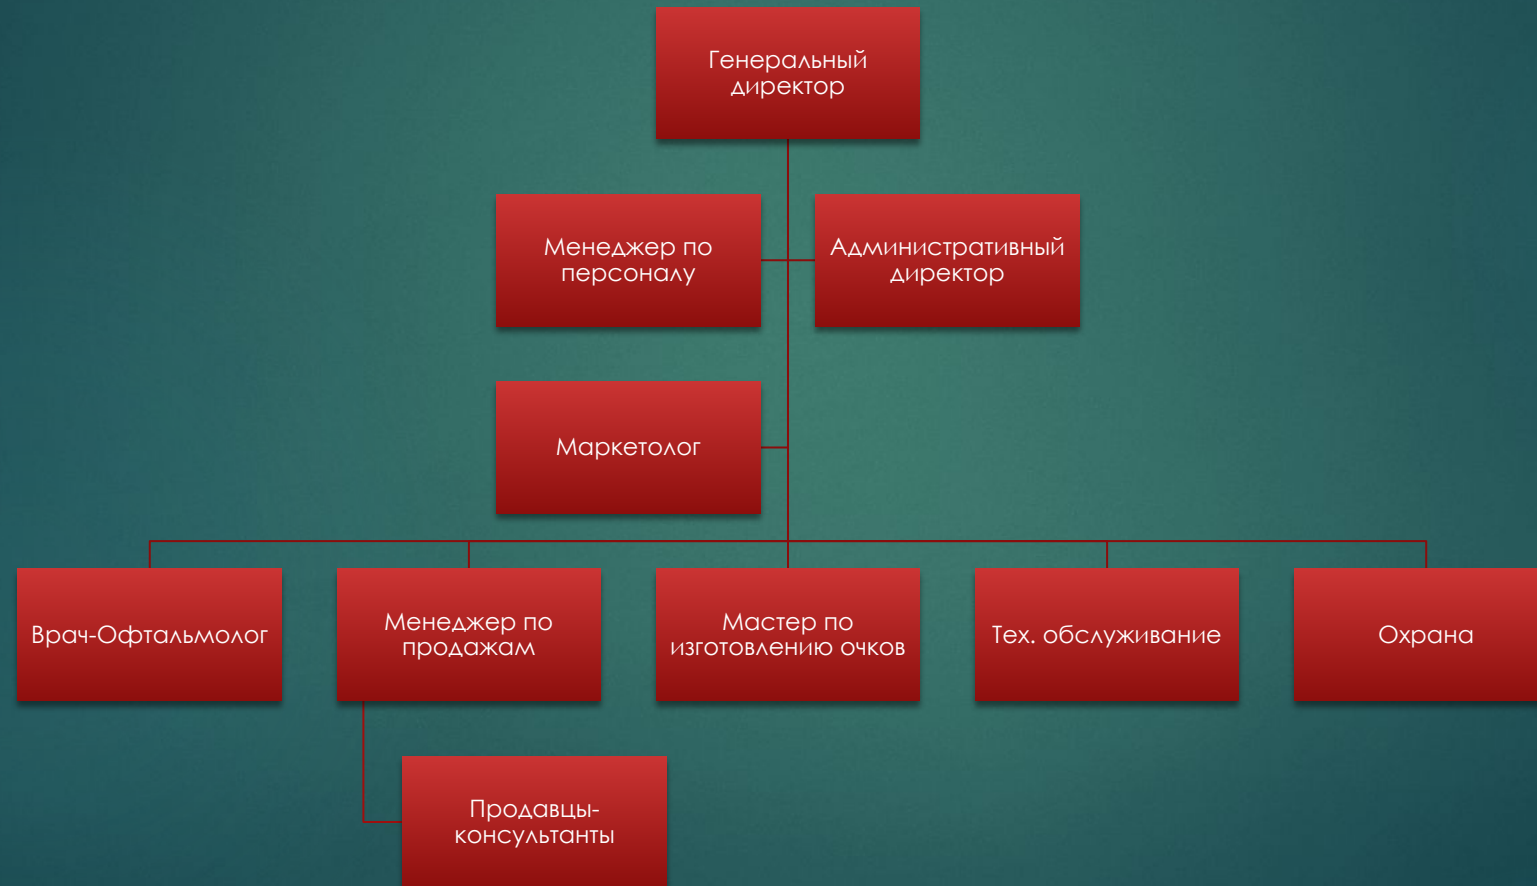 Генеральный
директор
Менеджер по
персоналу
Административный
директор
Маркетолог
Врач-Офтальмолог
Менеджер по
продажам
Мастер по
изготовлению очков
Тех. обслуживание
Охрана
Продавцы-
консультанты